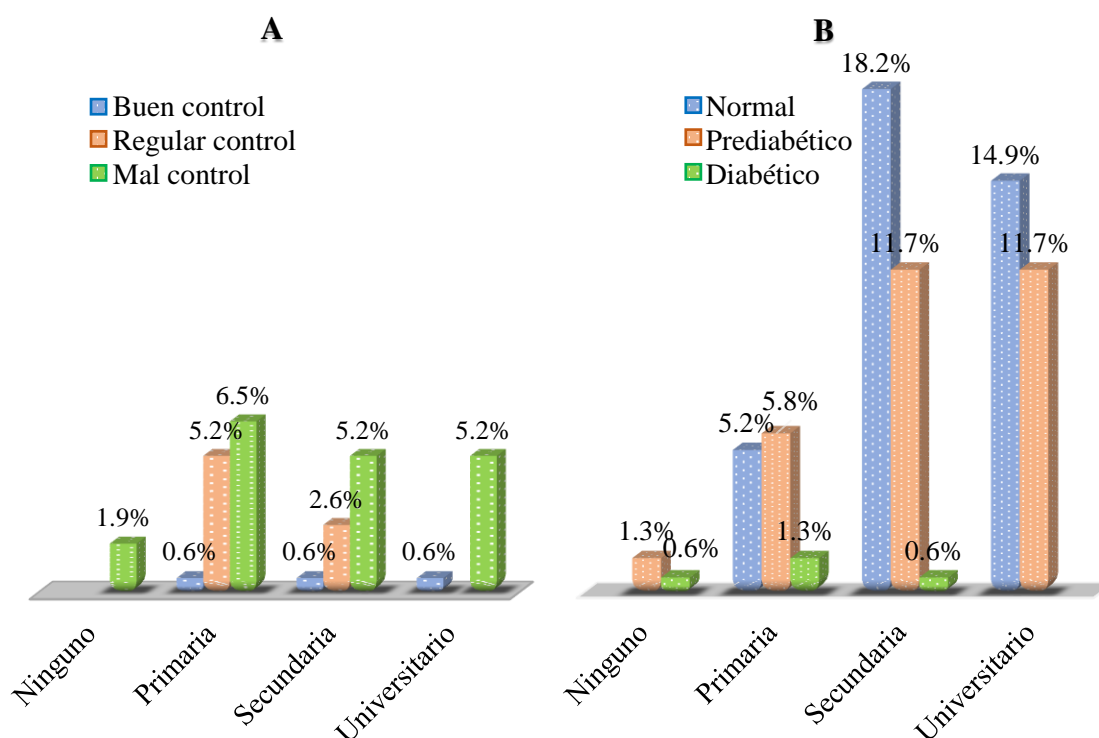 A
Buen control
Regular control
Mal control
1.9%
0.6%
5.2%
6.5%
0.6%
2.6%
5.2%
0.6%
5.2%
Ninguno
Primaria
Secundaria
Universitario
B
Normal
Prediabético
Diabético
1.3%
0.6%
5.2%
5.8%
1.3%
18.2%
11.7%
0.6%
14.9%
11.7%
Ninguno
Primaria
Secundaria
Universitario